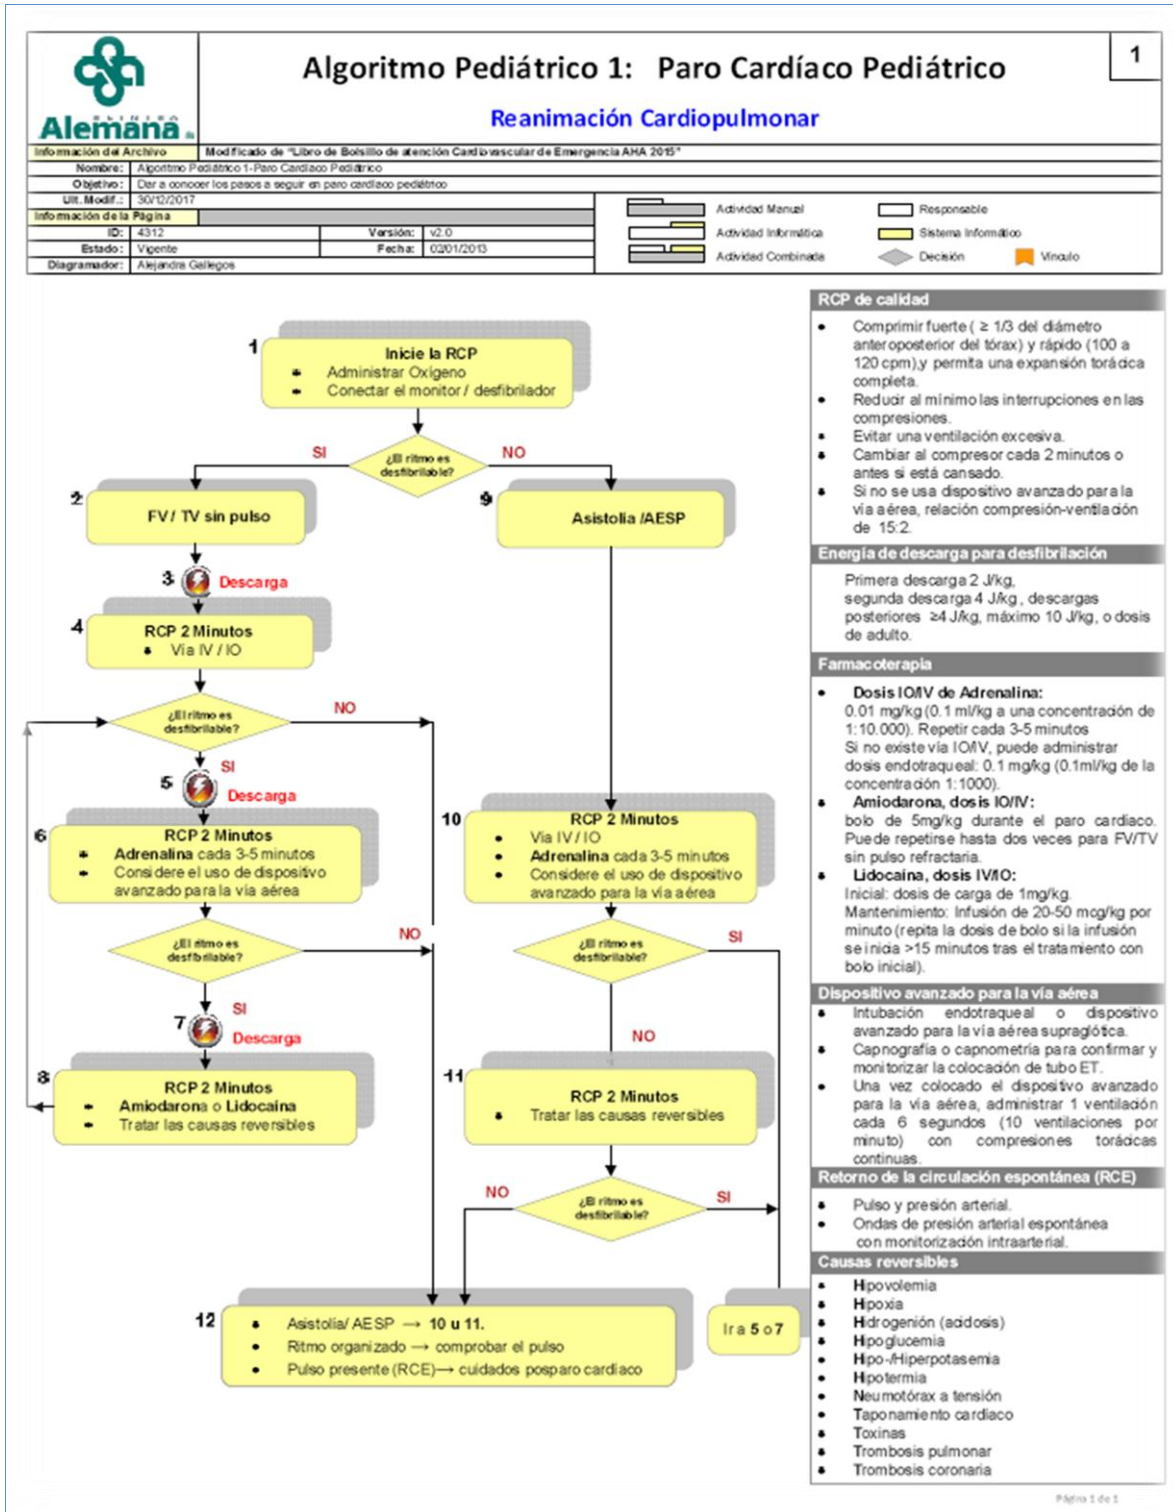 Algoritmo Pediátrico 1: Paro Cardíaco Pediátrico
1
Reanimación Cardiopulmonar
CLINICA
Alemana
Información del Archivo
Modificado de "Libro de Bolsillo de atención Cardiovascular de Emergencia AHA 2015"
Nombre: Algoritmo Pediátrico 1-Paro Cardíaco Pediátrico
Objetivo: Dar a conocer los pasos a seguir en paro cardíaco pediátrico
Ult. Modif.: 30/12/2017
Información de la Página
ID: 4312 Versión: v2.0
Estado: Vigente Fecha: 02/01/2013
Diagramador: Alejandra Gallegos
Actividad Manual
Responsable
Actividad Informática
Sistema Informático
Actividad Combinada
Decisión
Vínculo
1
Inicie la RCP
Administrar Oxígeno
Conectar el monitor / desfibrilador
SI
¿El ritmo es
desfibrilable?
NO
2
FV / TV sin pulso
9
Asistolia /AESP
3
Descarga
4
RCP 2 Minutos
Vía IV / IO
¿El ritmo es
desfibrilable?
NO
SI
5
Descarga
6
RCP 2 Minutos
Adrenalina cada 3-5 minutos
Considere el uso de dispositivo
avanzado para la vía aérea
10
RCP 2 Minutos
Vía IV / IO
Adrenalina cada 3-5 minutos
Considere el uso de dispositivo
avanzado para la vía aérea
¿El ritmo es
desfibrilable?
NO
¿El ritmo es
desfibrilable?
SI
SI
7
Descarga
NO
8
RCP 2 Minutos
Amiodarona o Lidocaína
Tratar las causas reversibles
11
RCP 2 Minutos
Tratar las causas reversibles
NO
¿El ritmo es
desfibrilable?
SI
12
Asistolia/ AESP → 10 u 11.
Ritmo organizado → comprobar el pulso
Pulso presente (RCE)→ cuidados posparo cardíaco
Ir a 5 o 7
RCP de calidad
Comprimir fuerte ( ≥ 1/3 del diámetro
anteroposterior del tórax) y rápido (100 a
120 cpm),y permita una expansión torácica
completa.
Reducir al mínimo las interrupciones en las
compresiones.
Evitar una ventilación excesiva.
Cambiar al compresor cada 2 minutos o
antes si está cansado.
Si no se usa dispositivo avanzado para la
vía aérea, relación compresión-ventilación
de 15:2.
Energía de descarga para desfibrilación
Primera descarga 2 J/kg,
segunda descarga 4 J/kg , descargas
posteriores ≥4 J/kg, máximo 10 J/kg, o dosis
de adulto.
Farmacoterapia
Dosis IO/IV de Adrenalina:
0.01 mg/kg (0.1 ml/kg a una concentración de
1:10.000). Repetir cada 3-5 minutos
Si no existe vía IO/IV, puede administrar
dosis endotraqueal: 0.1 mg/kg (0.1ml/kg de la
concentración 1:1000).
Amiodarona, dosis IO/IV:
bolo de 5mg/kg durante el paro cardíaco.
Puede repetirse hasta dos veces para FV/TV
sin pulso refractaria.
Lidocaína, dosis IV/IO:
Inicial: dosis de carga de 1mg/kg.
Mantenimiento: Infusión de 20-50 mcg/kg por
minuto (repita la dosis de bolo si la infusión
se inicia >15 minutos tras el tratamiento con
bolo inicial).
Dispositivo avanzado para la vía aérea
Intubación endotraqueal o dispositivo
avanzado para la vía aérea supraglótica.
Capnografía o capnometría para confirmar y
monitorizar la colocación de tubo ET.
Una vez colocado el dispositivo avanzado
para la vía aérea, administrar 1 ventilación
cada 6 segundos (10 ventilaciones por
minuto) con compresiones torácicas
continuas.
Retorno de la circulación espontánea (RCE)
Pulso y presión arterial.
Ondas de presión arterial espontánea
con monitorización intraarterial.
Causas reversibles
Hipovolemia
Hipoxia
Hidrogenión (acidosis)
Hipoglucemia
Hipo-/Hiperpotasemia
Hipotermia
Neumotórax a tensión
Taponamiento cardíaco
Toxinas
Trombosis pulmonar
Trombosis coronaria
Página 1 de 1